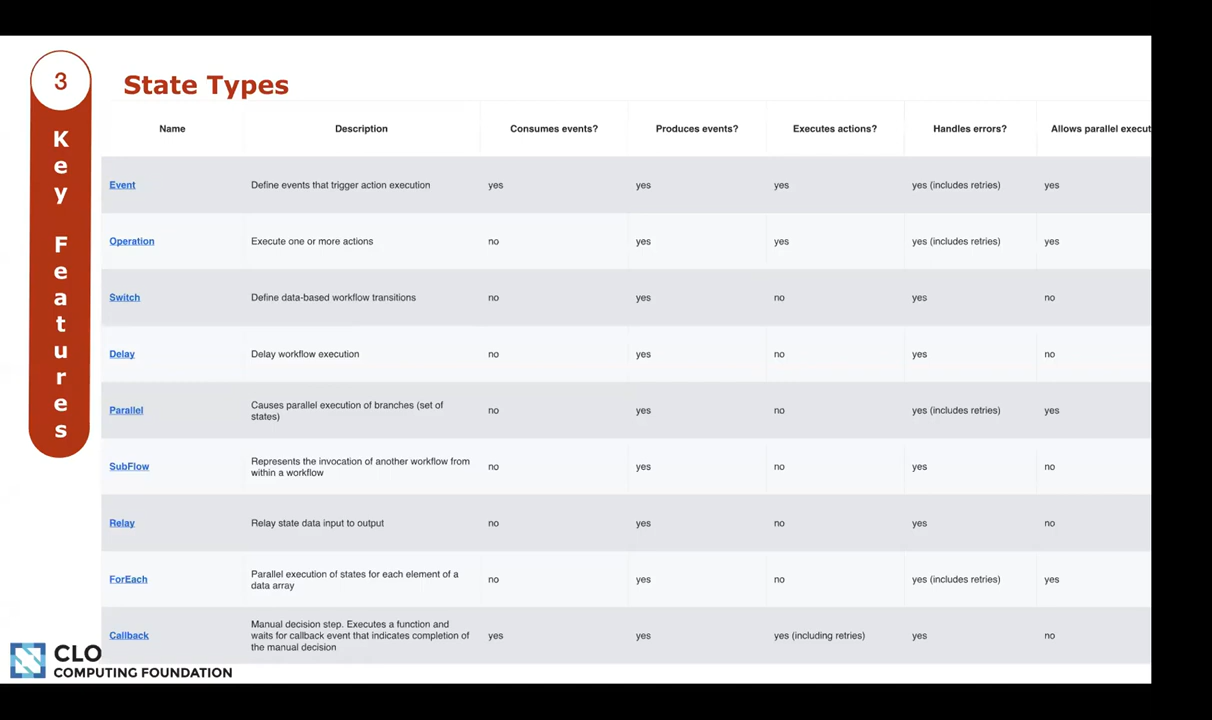 3
Key Features
State Types
Name Description Consumes events? Produces events? Executes actions? Handles errors? Allows parallel execut
Event Define events that trigger action execution yes yes yes yes (includes retries) yes
Operation Execute one or more actions no yes yes yes (includes retries) yes
Switch Define data-based workflow transitions no yes no yes no
Delay Delay workflow execution no yes no yes no
Parallel Causes parallel execution of branches (set of
states) no yes no yes (includes retries) yes
SubFlow Represents the invocation of another workflow from
within a workflow no yes no yes no
Relay Relay state data input to output no yes no yes no
ForEach Parallel execution of states for each element of a
data array no yes no yes (includes retries) yes
Callback Manual decision step. Executes a function and
waits for callback event that indicates completion of
the manual decision yes yes yes (including retries) yes no
CLO
COMPUTING FOUNDATION